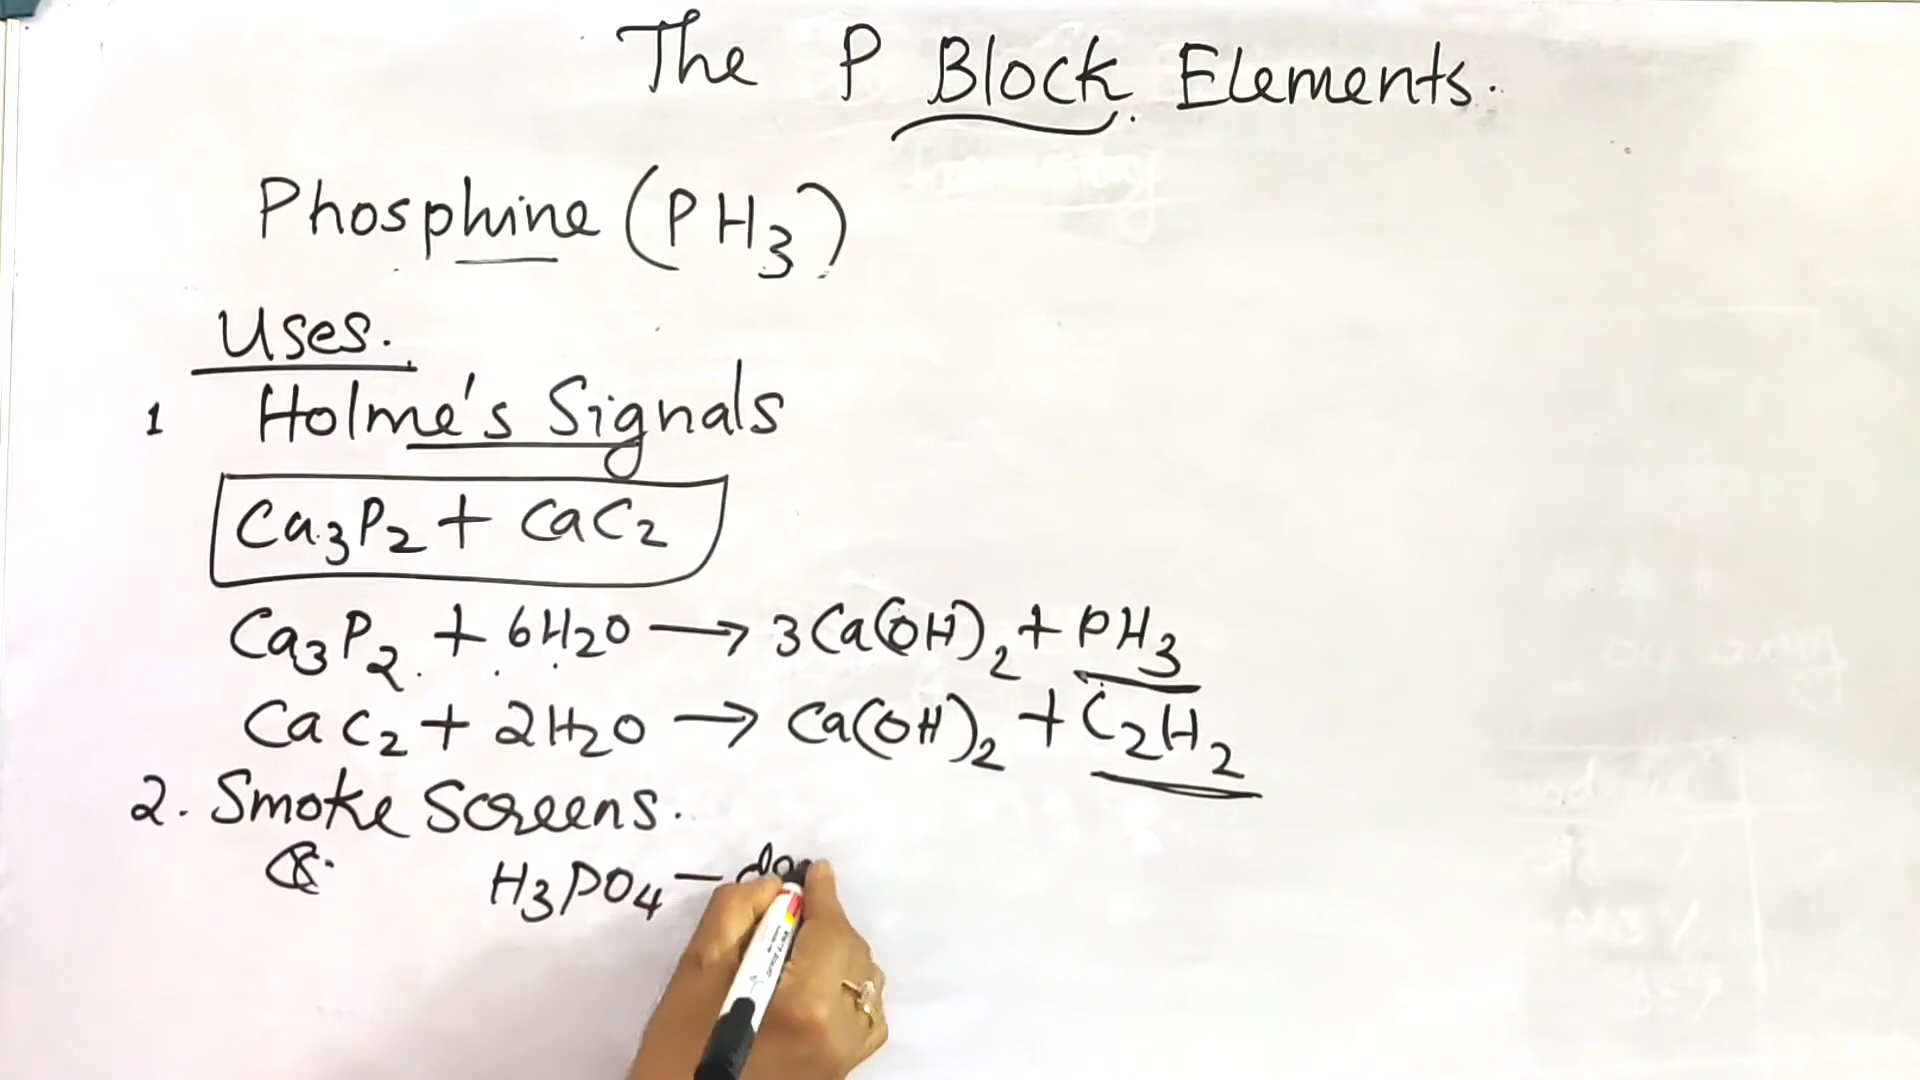 The P Block Elements.
Phosphine (PH3)
Uses.
1 Holme's Signals
Ca3P2 + CaC2
Ca3P2 + 6H2O → 3Ca(OH)2 + PH3
CaC2 + 2H2O → Ca(OH)2 + C2H2
2. Smoke Screens.
H3PO4 –